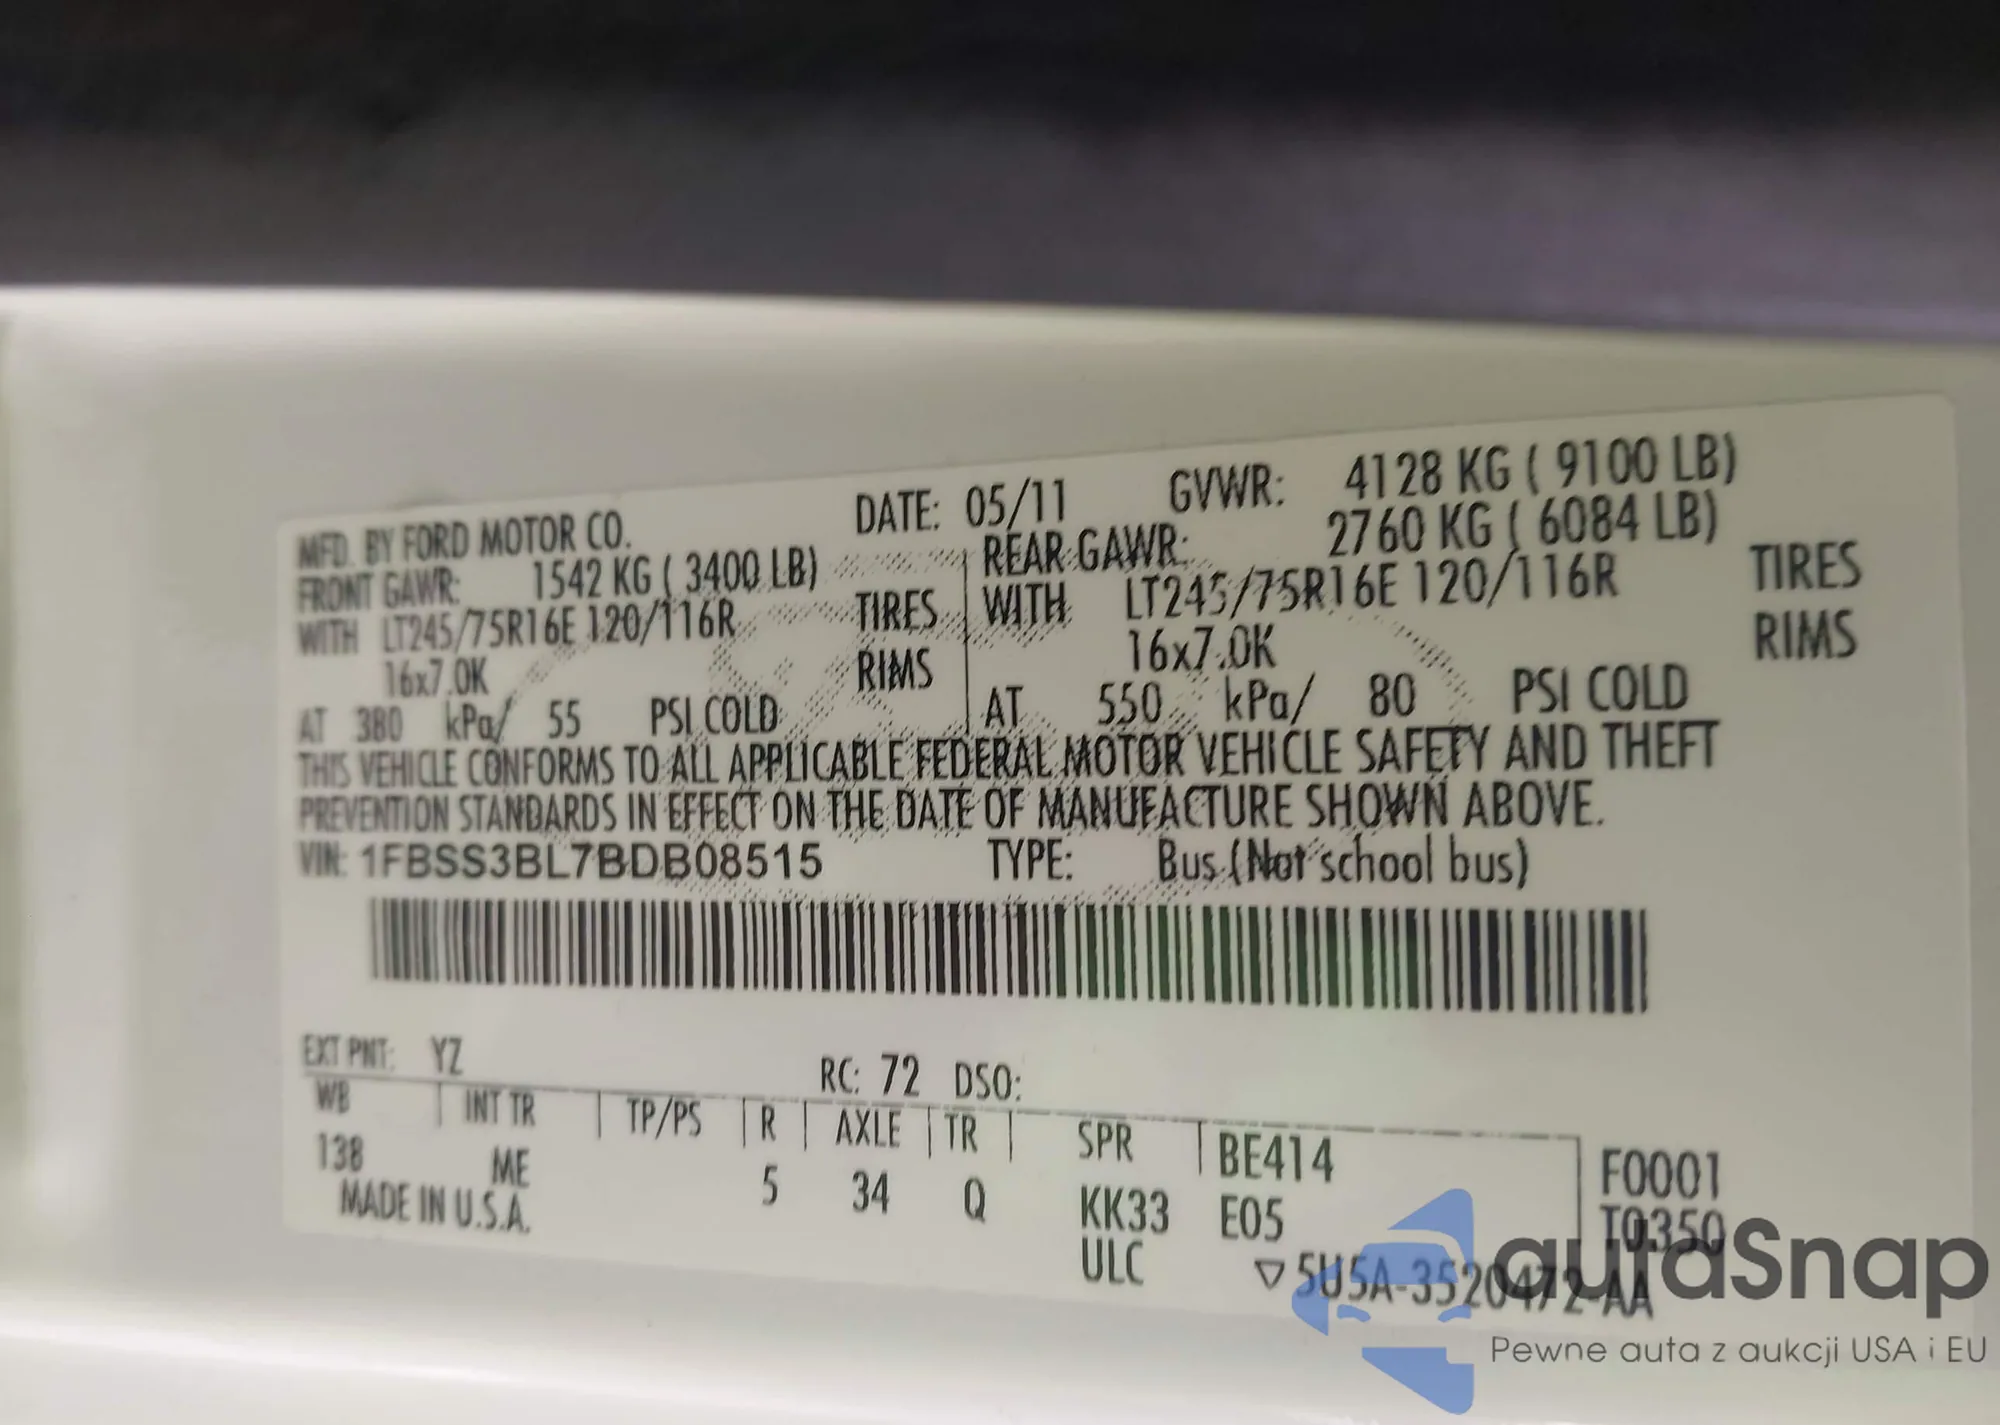 MFD. BY FORD MOTOR CO. DATE: 05/11 GVWR: 4128 KG ( 9100 LB)
FRONT GAWR: 1542 KG ( 3400 LB) REAR GAWR: 2760 KG ( 6084 LB)
WITH LT245/75R16E 120/116R TIRES WITH LT245/75R16E 120/116R TIRES
16x7.0K RIMS 16x7.0K RIMS
AT 380 kPa/ 55 PSI COLD AT 550 kPa/ 80 PSI COLD
THIS VEHICLE CONFORMS TO ALL APPLICABLE FEDERAL MOTOR VEHICLE SAFETY AND THEFT
PREVENTION STANDARDS IN EFFECT ON THE DATE OF MANUFACTURE SHOWN ABOVE.
VIN: 1FBSS3BL7BDB08515 TYPE: Bus (Not school bus)
EXT PNT: YZ RC: 72 DSO:
WB INT TR TP/PS R AXLE TR SPR BE414 F0001
138 ME 5 34 Q KK33 E05 T0350
MADE IN U.S.A. ULC ▽ 5U5A-3520472-AA
autaSnap
Pewne auta z aukcji USA i EU